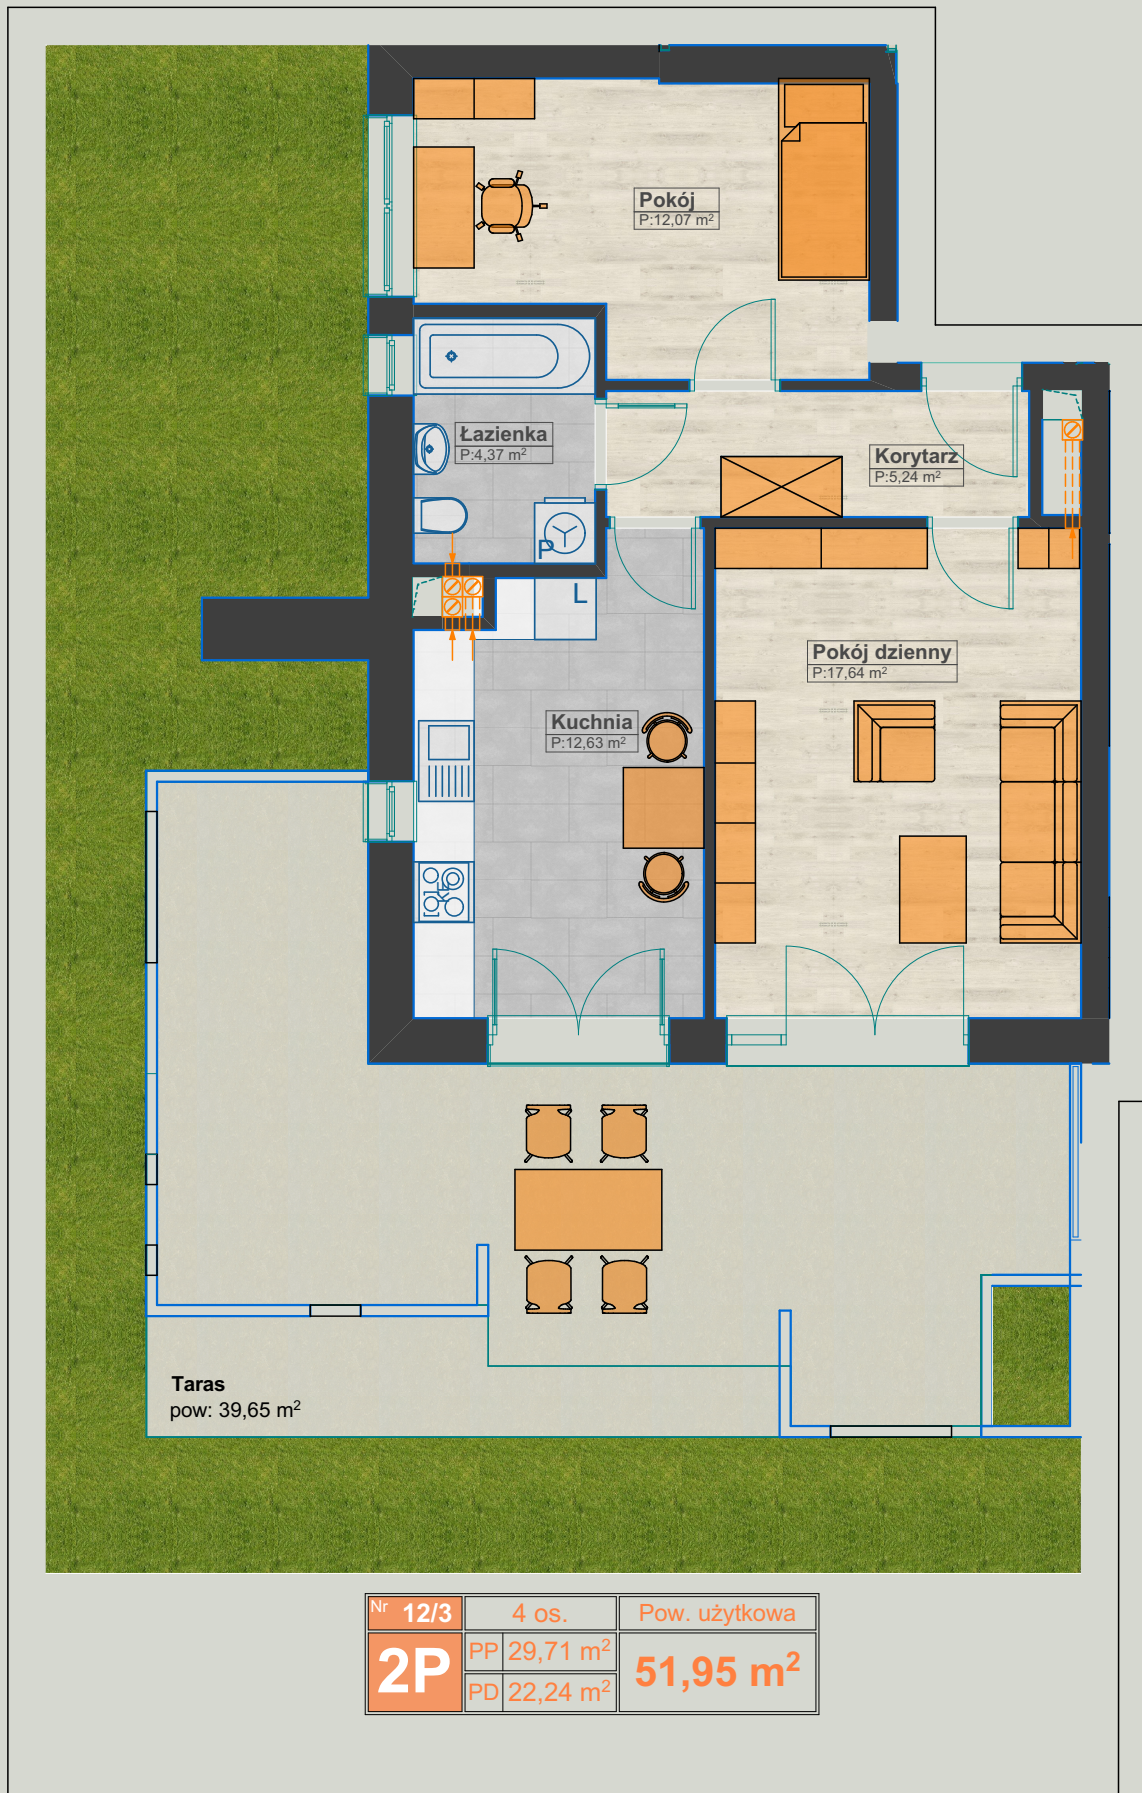 Pokój
P:12,07 m²
Łazienka
P:4,37 m²
Korytarz
P:5,24 m²
P
L
Pokój dzienny
P:17,64 m²
Kuchnia
P:12,63 m²
KE
Taras
pow: 39,65 m²
Nr 12/3
4 os.
Pow. użytkowa
2P
PP 29,71 m²
51,95 m²
PD 22,24 m²